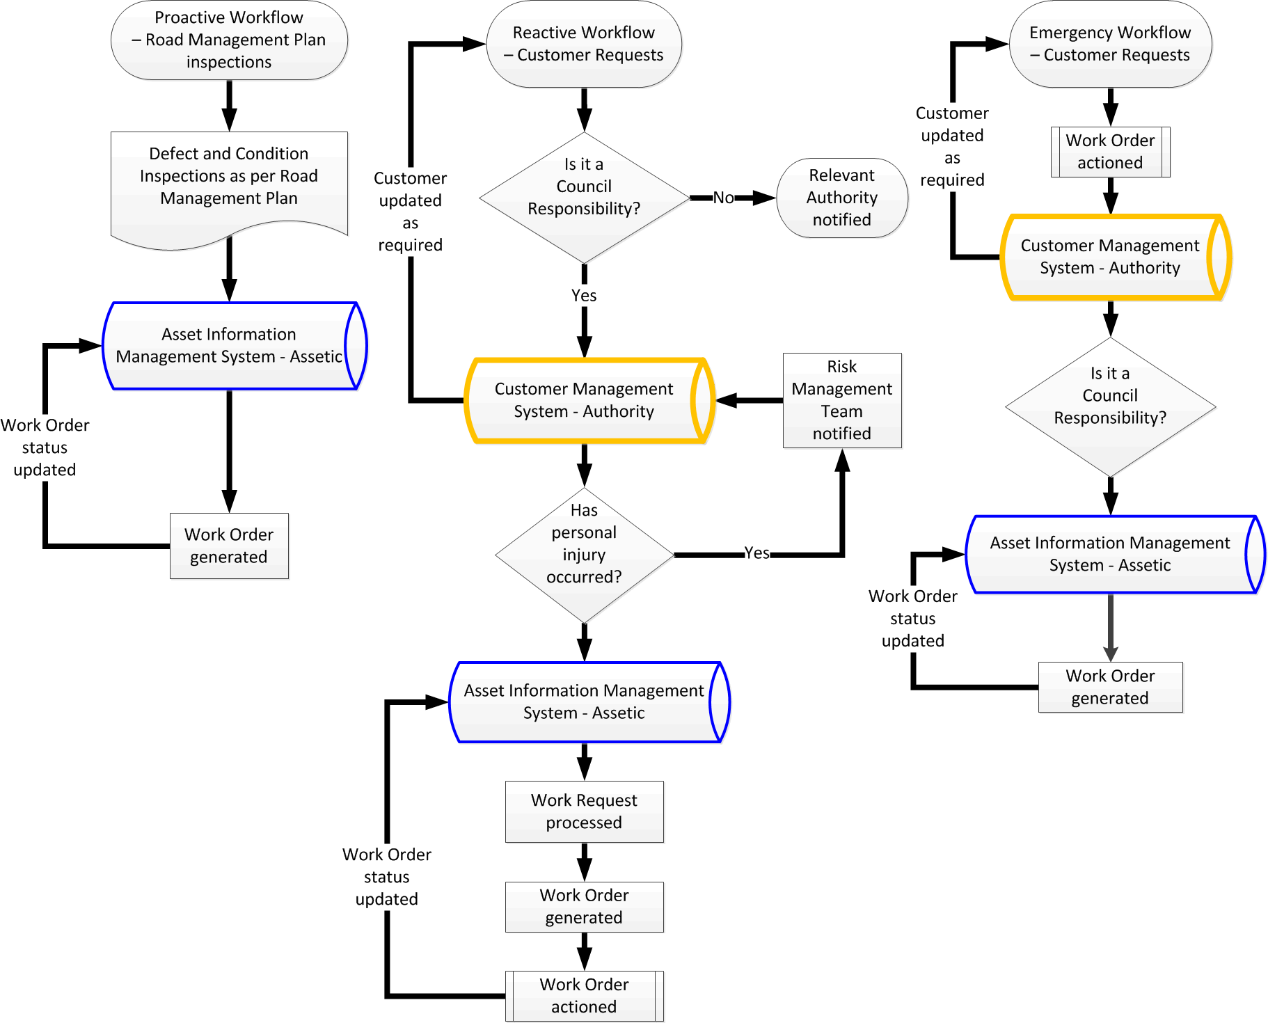 Proactive Workflow
– Road Management Plan
inspections
Defect and Condition
Inspections as per Road
Management Plan
Asset Information
Management System - Assetic
Work Order
status
updated
Work Order
generated
Reactive Workflow
– Customer Requests
Is it a
Council
Responsibility?
No
Relevant
Authority
notified
Customer
updated
as
required
Yes
Customer Management
System - Authority
Risk
Management
Team
notified
Has
personal
injury
occurred?
Yes
Asset Information Management
System - Assetic
Work Request
processed
Work Order
status
updated
Work Order
generated
Work Order
actioned
Emergency Workflow
– Customer Requests
Customer
updated
as
required
Work Order
actioned
Customer Management
System - Authority
Is it a
Council
Responsibility?
Asset Information Management
System - Assetic
Work Order
status
updated
Work Order
generated